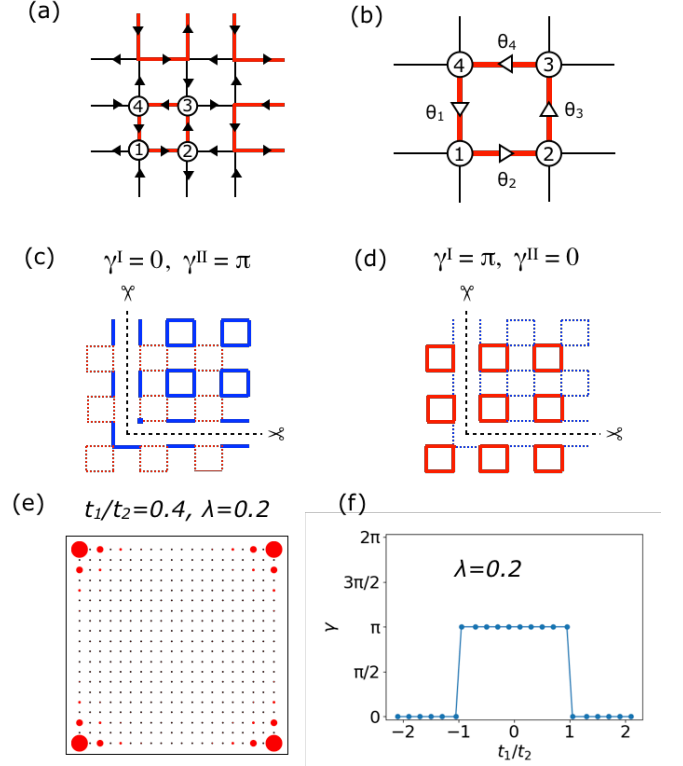 (a)
4 3
1 2
(b)
θ₄
4 3
θ₁ θ₃
1 2
θ₂
(c)
γᴵ = 0, γᴵᴵ = π
(d)
γᴵ = π, γᴵᴵ = 0
(e)
t₁/t₂=0.4, λ=0.2
(f)
2π
3π/2
π
π/2
0
γ
λ=0.2
−2 −1 0 1 2
t₁/t₂